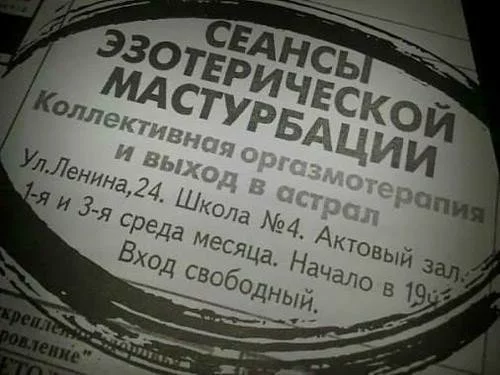 СЕАНСЫ
ЭЗОТЕРИЧЕСКОЙ
МАСТУРБАЦИИ
Коллективная оргазмотерапия
и выход в астрал
Ул.Ленина,24. Школа №4. Актовый зал.
1-я и 3-я среда месяца. Начало в 19ч.
Вход свободный.